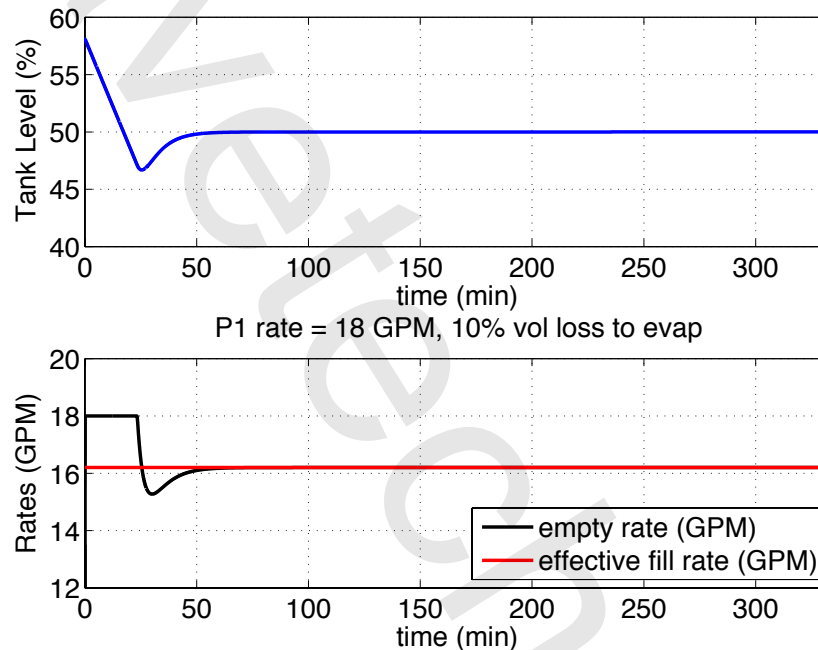 60
55
50
45
40
Tank Level (%)
0 50 100 150 200 250 300
time (min)
P1 rate = 18 GPM, 10% vol loss to evap
20
18
16
14
12
Rates (GPM)
empty rate (GPM)
effective fill rate (GPM)
0 50 100 150 200 250 300
time (min)